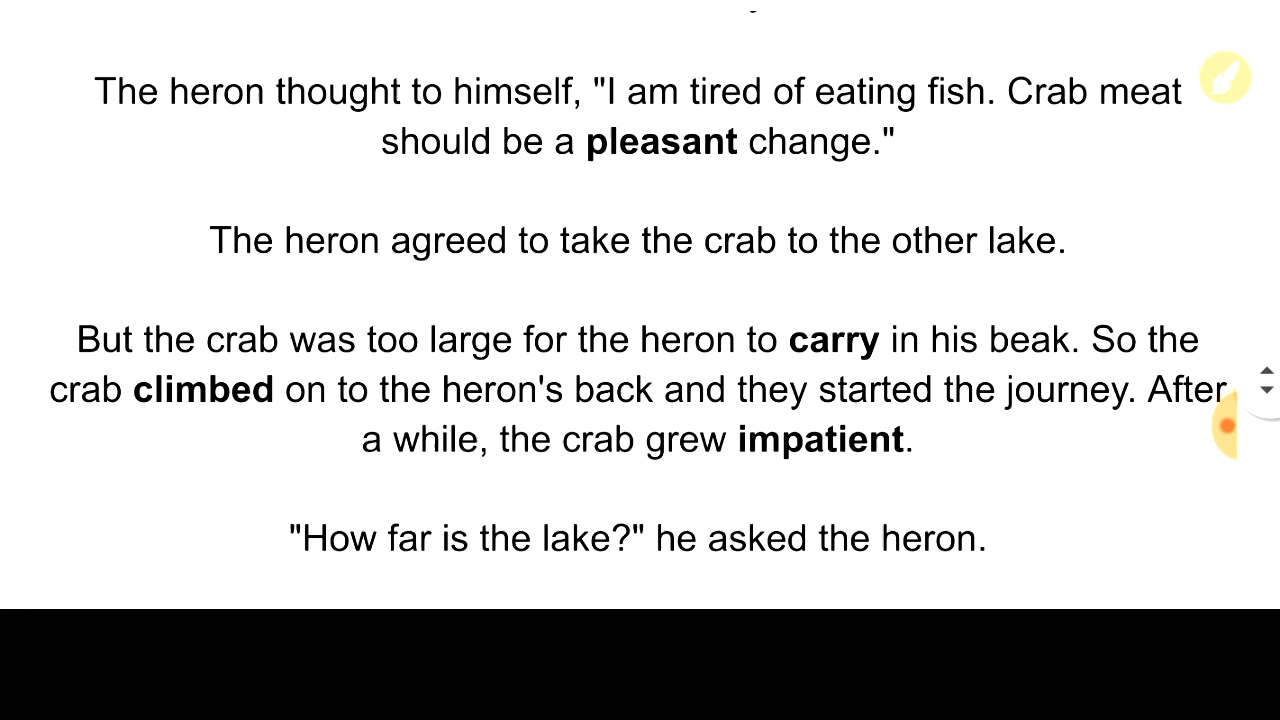 The heron thought to himself, "I am tired of eating fish. Crab meat
should be a pleasant change."
The heron agreed to take the crab to the other lake.
But the crab was too large for the heron to carry in his beak. So the
crab climbed on to the heron's back and they started the journey. After
a while, the crab grew impatient.
"How far is the lake?" he asked the heron.